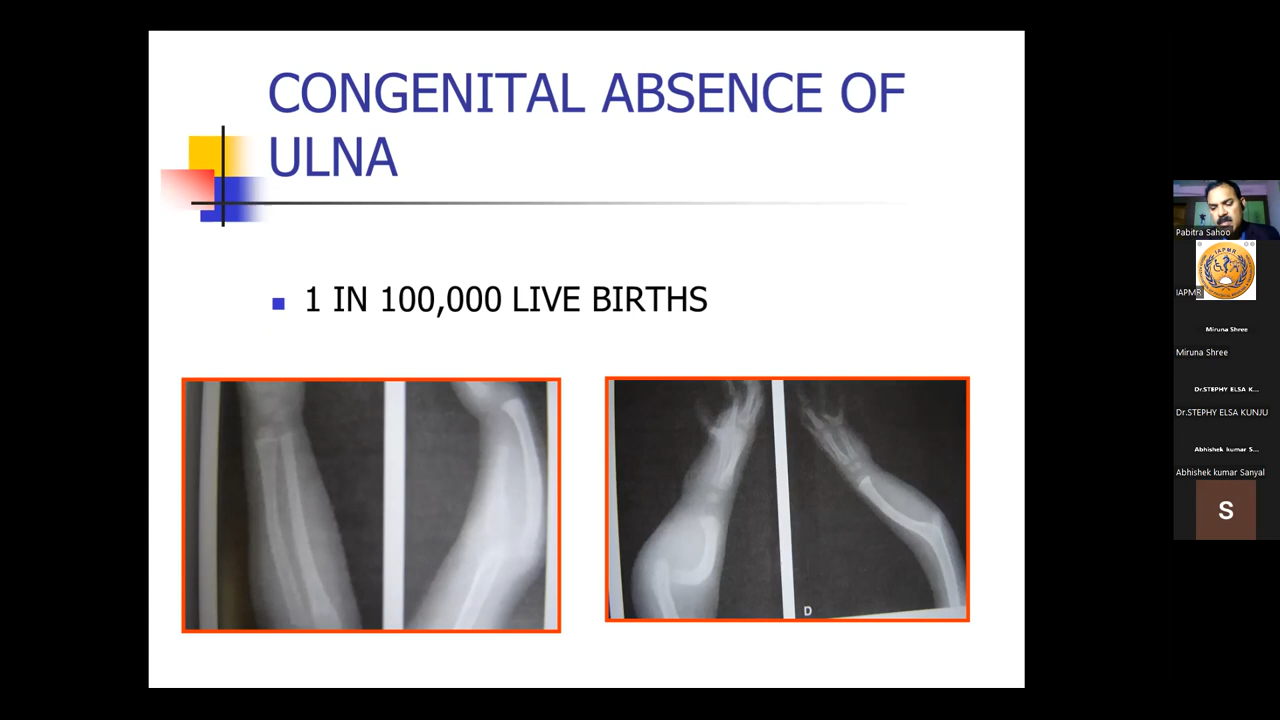 CONGENITAL ABSENCE OF
ULNA
1 IN 100,000 LIVE BIRTHS
D
Pabitra Sahoo
IAPMR
IAPMR
Miruna Shree
Miruna Shree
Dr.STEPHY ELSA K...
Dr.STEPHY ELSA KUNJU
Abhishek kumar S...
Abhishek kumar Sanyal
S